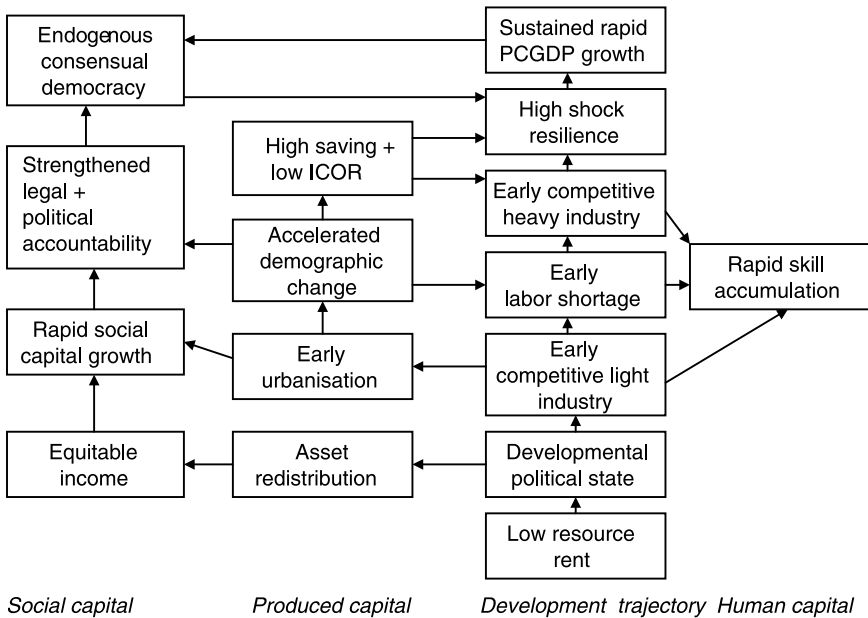 Endogenous
consensual
democracy
Sustained rapid
PCGDP growth
High shock
resilience
High saving +
low ICOR
Strengthened
legal +
political
accountability
Early competitive
heavy industry
Accelerated
demographic
change
Early
labor shortage
Rapid skill
accumulation
Rapid social
capital growth
Early
urbanisation
Early
competitive light
industry
Equitable
income
Asset
redistribution
Developmental
political state
Low resource
rent
Social capital
Produced capital
Development trajectory
Human capital